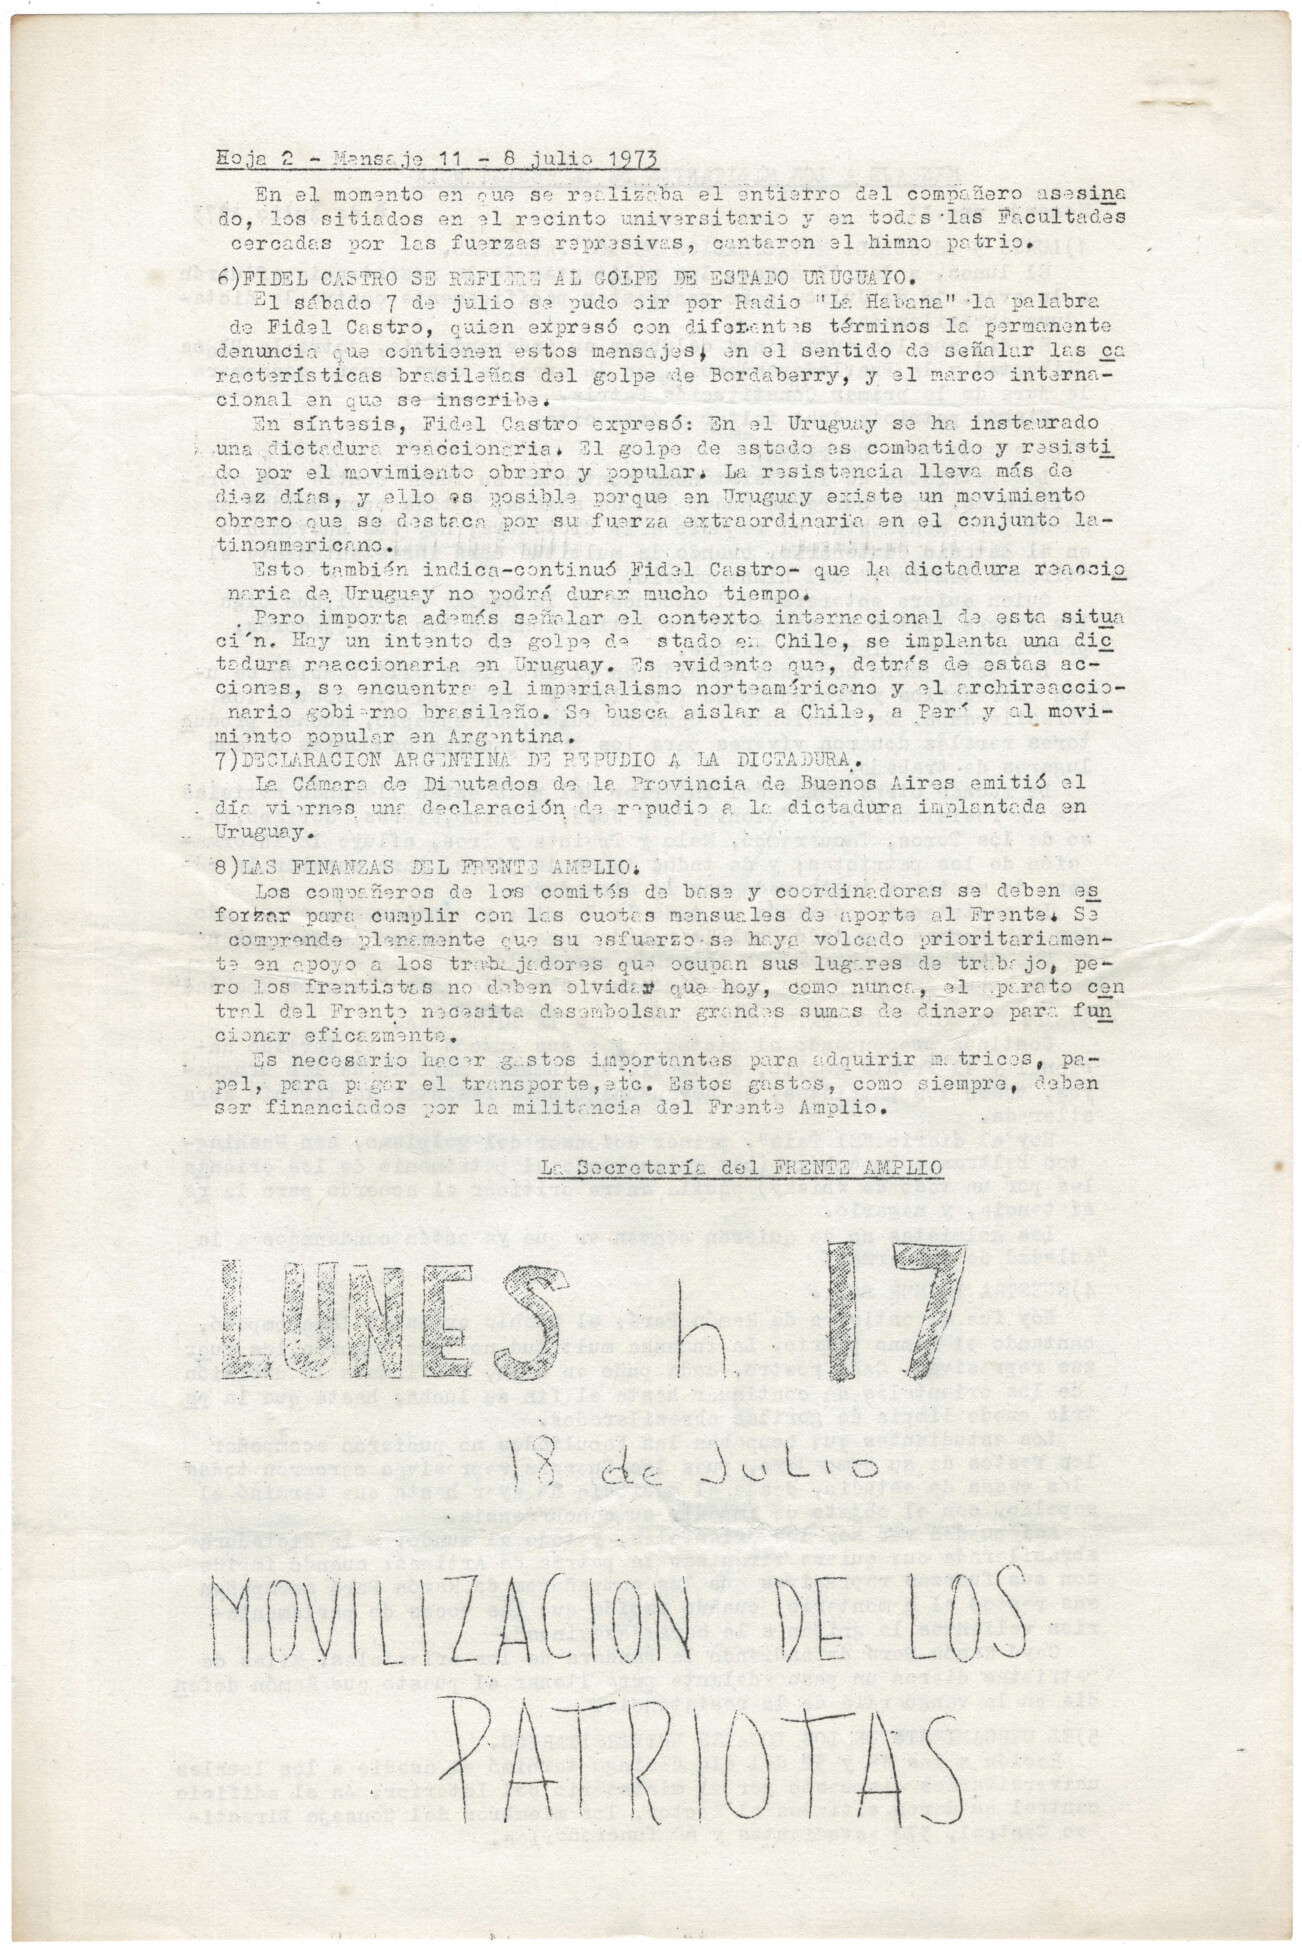 Hoja 2 - Mensaje 11 - 8 julio 1973
En el momento en que se realizaba el entierro del compañero asesina
do, los sitiados en el recinto universitario y en todas las Facultades
cercadas por las fuerzas represivas, cantaron el himno patrio.
6)FIDEL CASTRO SE REFIERE AL GOLPE DE ESTADO URUGUAYO.
El sábado 7 de julio se pudo oir por Radio "La Habana" la palabra
de Fidel Castro, quien expresó con diferantes términos la permanente
denuncia que contienen estos mensajes, en el sentido de señalar las ca
racterísticas brasileñas del golpe de Bordaberry, y el marco interna-
cional en que se inscribe.
En síntesis, Fidel Castro expresó: En el Uruguay se ha instaurado
una dictadura reaccionaria. El golpe de estado es combatido y resisti
do por el movimiento obrero y popular. La resistencia lleva más de
diez días, y ello es posible porque en Uruguay existe un movimiento
obrero que se destaca por su fuerza extraordinaria en el conjunto la-
tinoamericano.
Esto también indica-continuó Fidel Castro- que la dictadura reaccio
naria de Uruguay no podrá durar mucho tiempo.
Pero importa además señalar el contexto internacional de esta situa
ci´n. Hay un intento de golpe de stado en Chile, se implanta una dic
tadura reaccionaria en Uruguay. Es evidente que, detrás de estas ac-
ciones, se encuentra el imperialismo norteaméricano y el archireaccio-
nario gobierno brasileño. Se busca aislar a Chile, a Perú y al movi-
miento popular en Argentina.
7)DECLARACION ARGENTINA DE REPUDIO A LA DICTADURA.
La Cámara de Diputados de la Provincia de Buenos Aires emitió el
día viernes una declaración de repudio a la dictadura implantada en
Uruguay.
8)LAS FINANZAS DEL FRENTE AMPLIO.
Los compañeros de los comités de base y coordinadoras se deben es
forzar para cumplir con las cuotas mensuales de aporte al Frente. Se
comprende plenamente que su esfuerzo se haya volcado prioritariamen-
te en apoyo a los trabajadores que ocupan sus lugares de trabajo, pe-
ro los frentistas no deben olvidar que hoy, como nunca, el aparato cen
tral del Frente necesita desembolsar grandes sumas de dinero para fun
cionar eficazmente.
Es necesario hacer gastos importantes para adquirir matrices, pa-
pel, para pagar el transporte, etc. Estos gastos, como siempre, deben
ser financiados por la militancia del Frente Amplio.
La Secretaría del FRENTE AMPLIO
LUNES h 17
18 de JULIO
MOVILIZACION DE LOS
PATRIOTAS